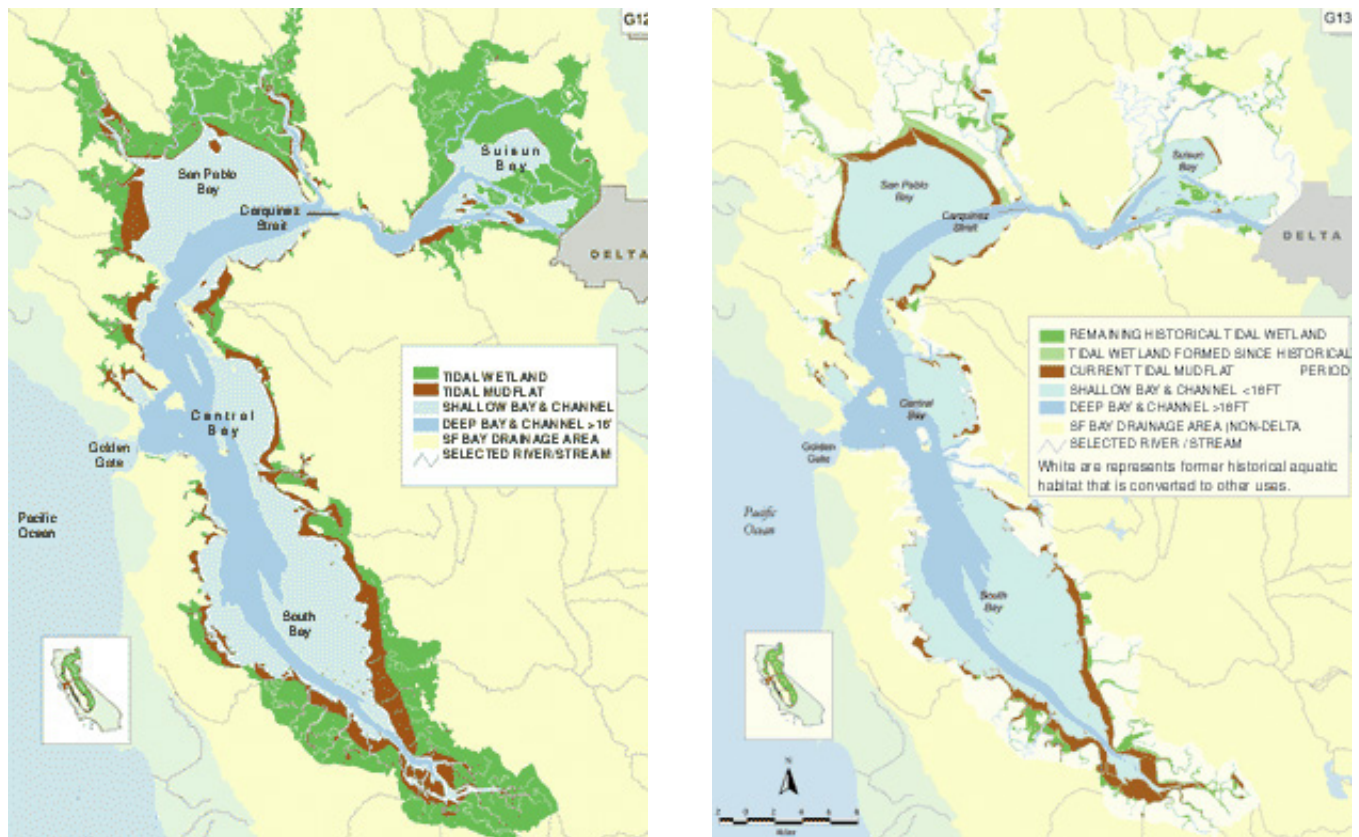 G12
San Pablo
Bay
Suisun
Bay
Carquinez
Strait
DELTA
TIDAL WETLAND
TIDAL MUDFLAT
SHALLOW BAY & CHANNEL
DEEP BAY & CHANNEL >18'
SF BAY DRAINAGE AREA
SELECTED RIVER/STREAM
Central
Bay
Golden
Gate
Pacific
Ocean
South
Bay
G13
San Pablo
Bay
Suisun
Bay
Carquinez
Strait
DELTA
REMAINING HISTORICAL TIDAL WETLAND
TIDAL WETLAND FORMED SINCE HISTORICAL
CURRENT TIDAL MUDFLAT PERIOD
SHALLOW BAY & CHANNEL <18FT
DEEP BAY & CHANNEL >18FT
SF BAY DRAINAGE AREA (NON-DELTA
SELECTED RIVER / STREAM
White are represents former historical aquatic
habitat that is converted to other uses.
Central
Bay
Golden
Gate
Pacific
Ocean
South
Bay
N
Miles